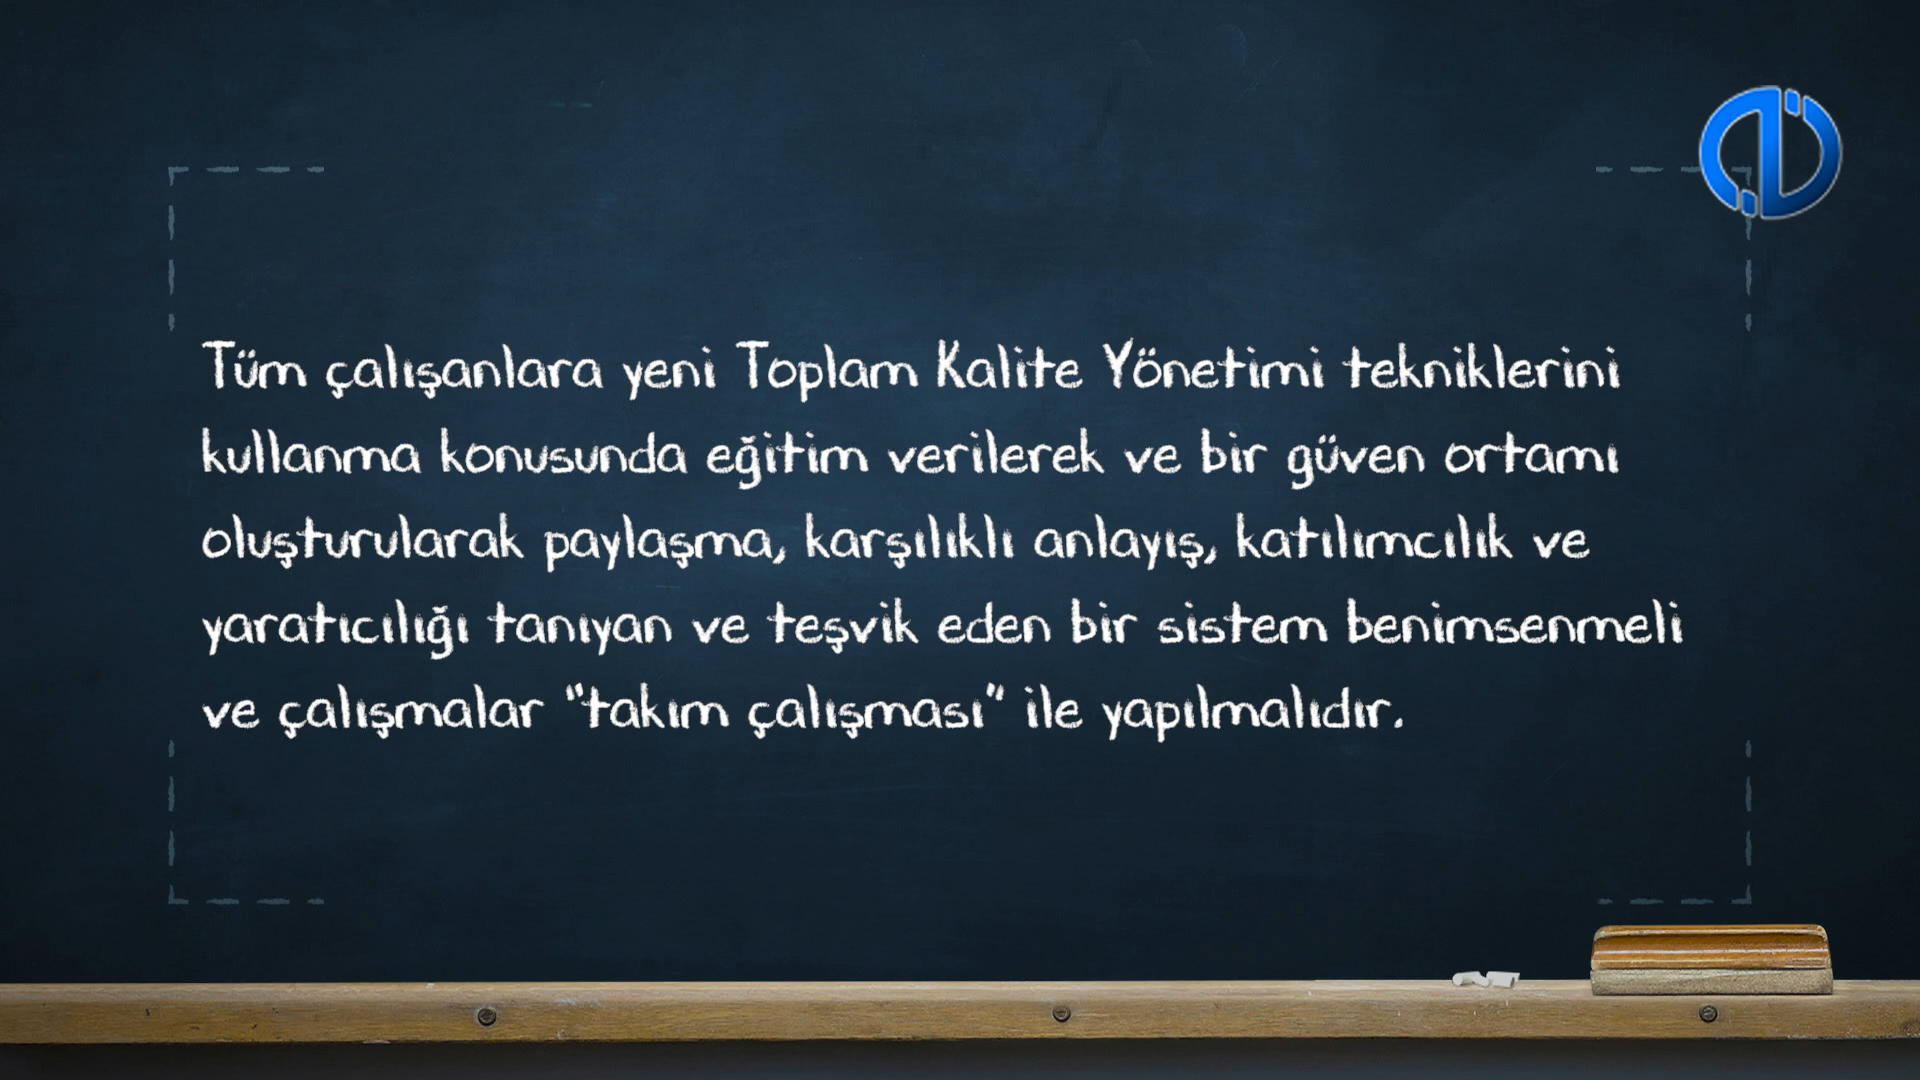 Tüm çalışanlara yeni Toplam Kalite Yönetimi tekniklerini
kullanma konusunda eğitim verilerek ve bir güven ortamı
oluşturularak paylaşma, karşılıklı anlayış, katılımcılık ve
yaratıcılığı tanıyan ve teşvik eden bir sistem benimsenmeli
ve çalışmalar "takım çalışması" ile yapılmalıdır.